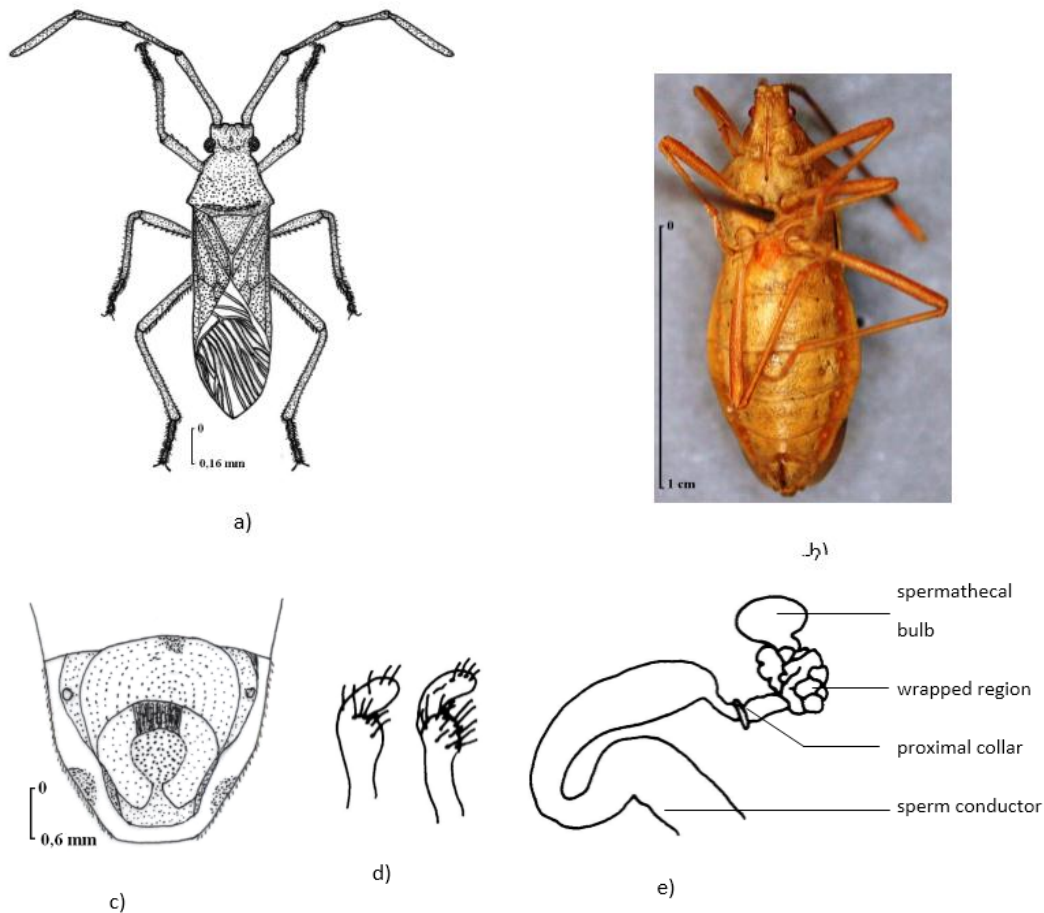 0
0,16 mm
a)
0
1 cm
b)
0
0,6 mm
c)
d)
spermathecal
bulb
wrapped region
proximal collar
sperm conductor
e)